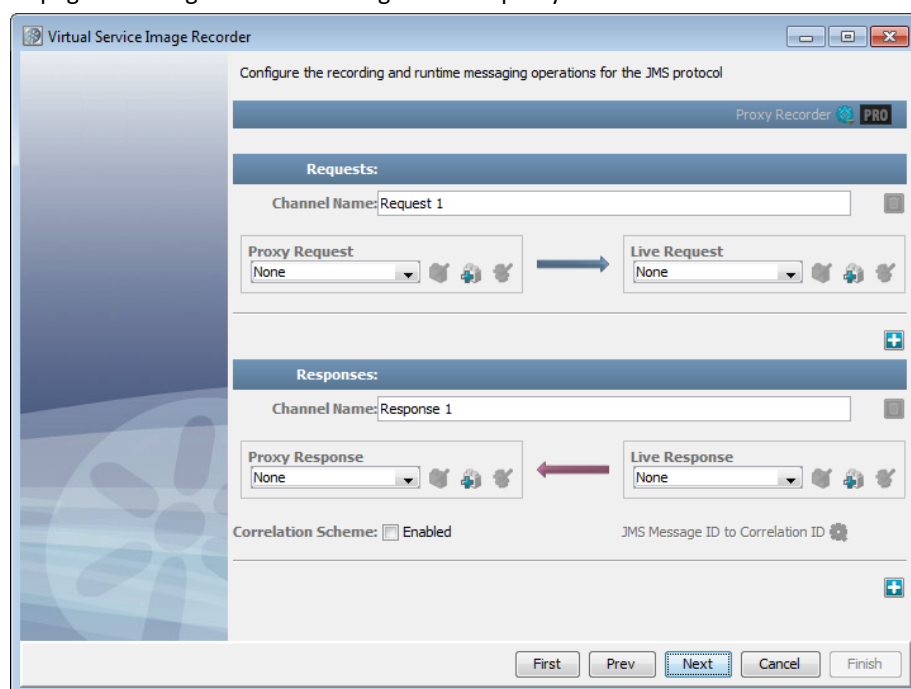 Virtual Service Image Recorder
Configure the recording and runtime messaging operations for the JMS protocol
Proxy Recorder PRO
Requests:
Channel Name: Request 1
Proxy Request Live Request
None None
Responses:
Channel Name: Response 1
Proxy Response Live Response
None None
Correlation Scheme: Enabled JMS Message ID to Correlation ID
First Prev Next Cancel Finish